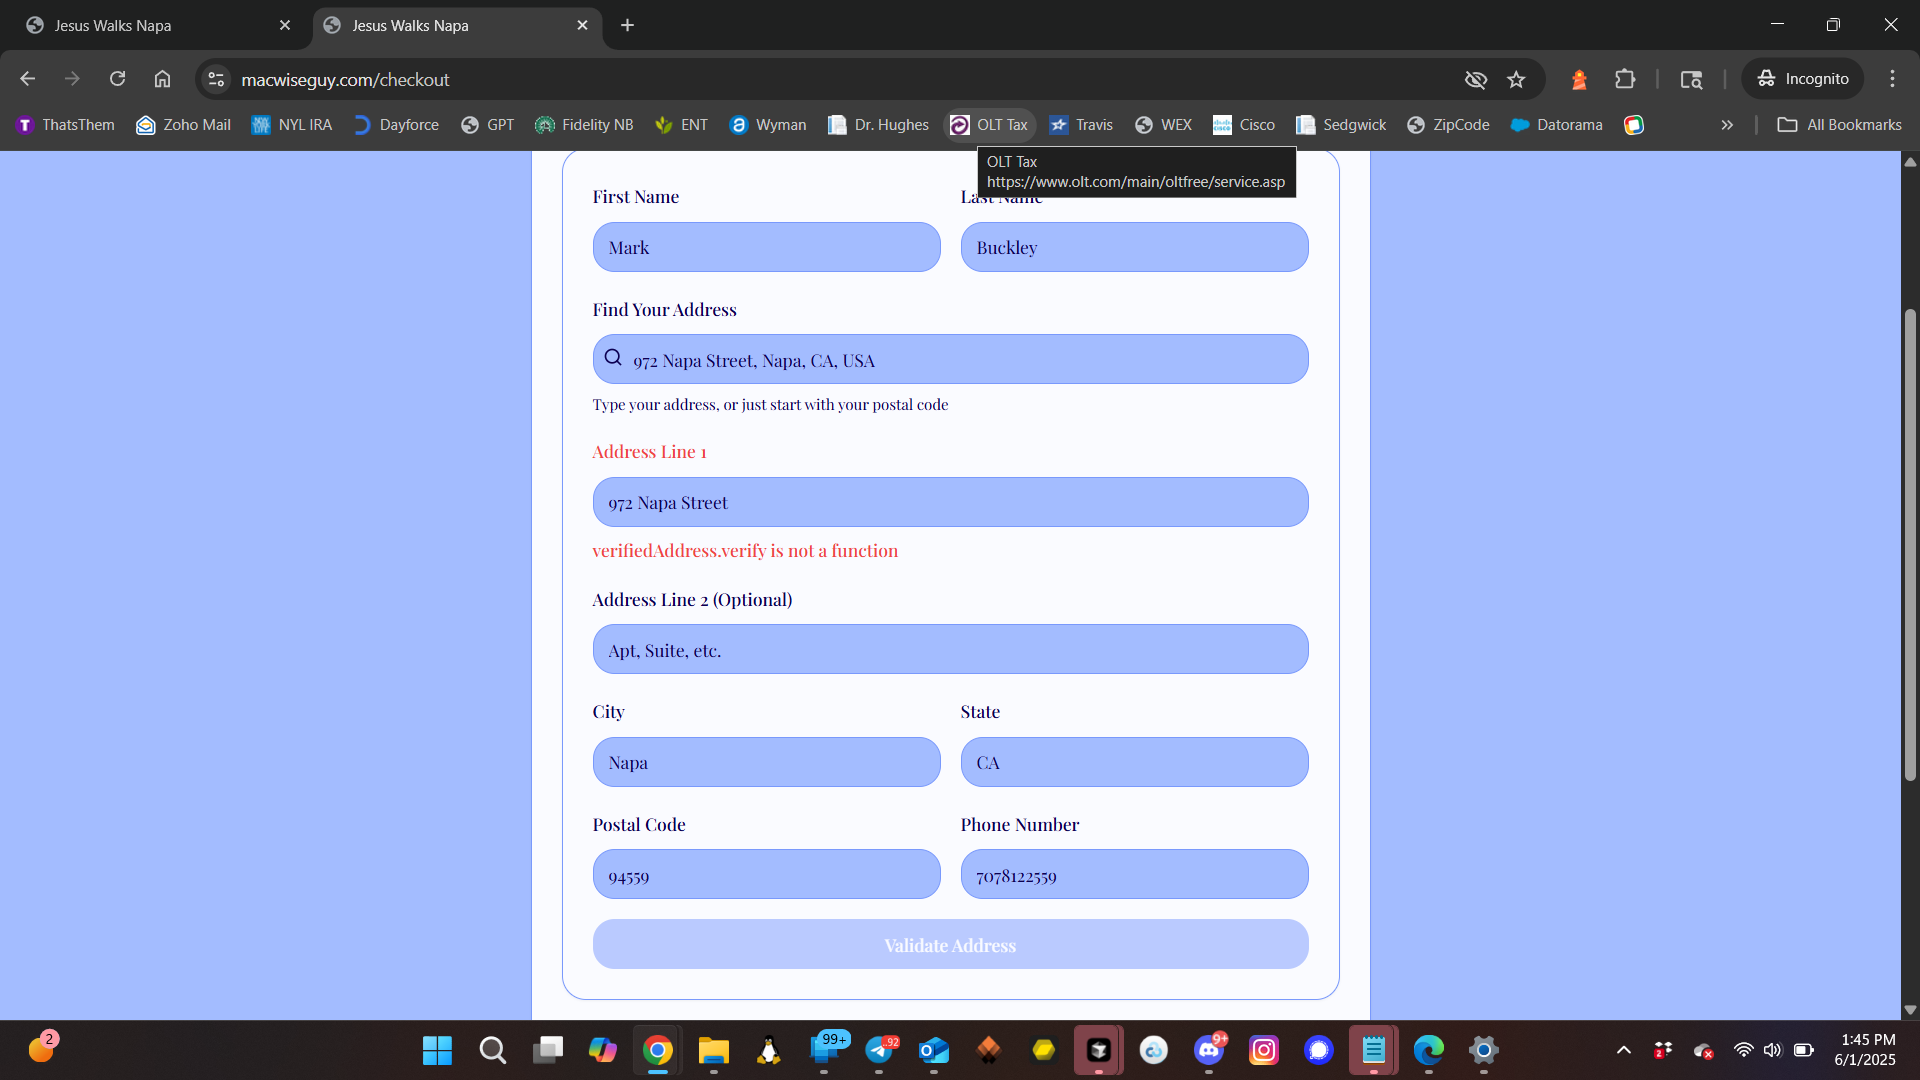 Jesus Walks Napa
Jesus Walks Napa
macwiseguy.com/checkout
Incognito
ThatsThem
Zoho Mail
NYL IRA
Dayforce
GPT
Fidelity NB
ENT
Wyman
Dr. Hughes
OLT Tax
Travis
WEX
Cisco
Sedgwick
ZipCode
Datorama
All Bookmarks
OLT Tax
https://www.olt.com/main/oltfree/service.asp
First Name
Last Name
Mark
Buckley
Find Your Address
972 Napa Street, Napa, CA, USA
Type your address, or just start with your postal code
Address Line 1
972 Napa Street
verifiedAddress.verify is not a function
Address Line 2 (Optional)
Apt, Suite, etc.
City
State
Napa
CA
Postal Code
Phone Number
94559
7078122559
Validate Address
2
99+
.92
9+
2
1:45 PM
6/1/2025